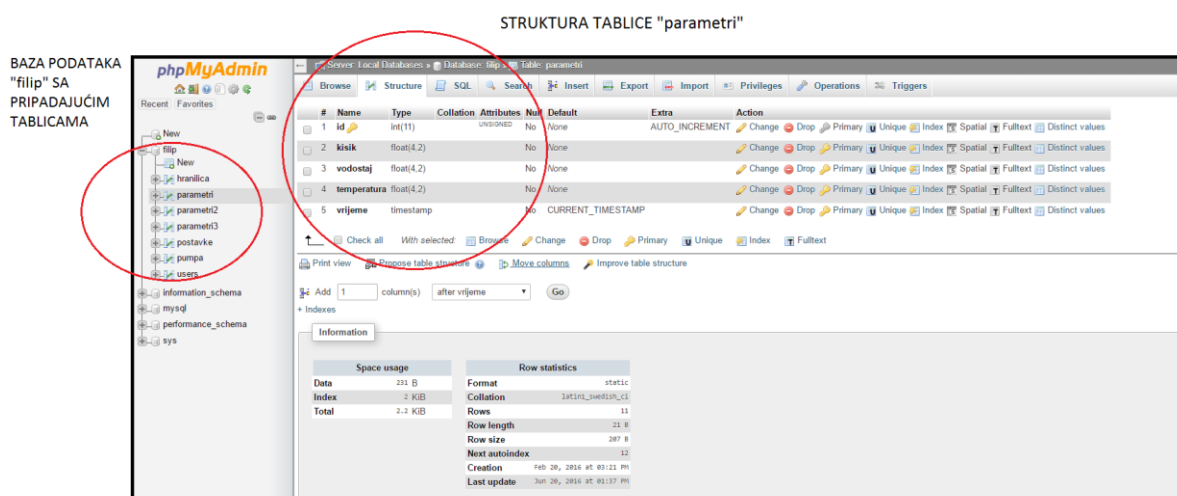 STRUKTURA TABLICE "parametri"
BAZA PODATAKA
"filip" SA
PRIPADAJUĆIM
TABLICAMA
phpMyAdmin
Recent Favorites
New
filip
New
hranilica
parametri
parametri2
parametri3
postavke
pumpa
users
information_schema
mysql
performance_schema
sys
Server: Local Databases » Database: filip » Table: parametri
Browse Structure SQL Search Insert Export Import Privileges Operations Triggers
# Name Type Collation Attributes Null Default Extra Action
1 id int(11) UNSIGNED No None AUTO_INCREMENT Change Drop Primary Unique Index Spatial Fulltext Distinct values
2 kisik float(4,2) No None Change Drop Primary Unique Index Spatial Fulltext Distinct values
3 vodostaj float(4,2) No None Change Drop Primary Unique Index Spatial Fulltext Distinct values
4 temperatura float(4,2) No None Change Drop Primary Unique Index Spatial Fulltext Distinct values
5 vrijeme timestamp No CURRENT_TIMESTAMP Change Drop Primary Unique Index Spatial Fulltext Distinct values
Check all With selected: Browse Change Drop Primary Unique Index Fulltext
Print view Propose table structure Move columns Improve table structure
Add 1 column(s) after vrijeme Go
+ Indexes
Information
Space usage
Data 231 B
Index 2 KiB
Total 2.2 KiB
Row statistics
Format static
Collation latin1_swedish_ci
Rows 11
Row length 21 B
Row size 207 B
Next autoindex 12
Creation Feb 20, 2016 at 03:21 PM
Last update Jun 20, 2016 at 01:37 PM